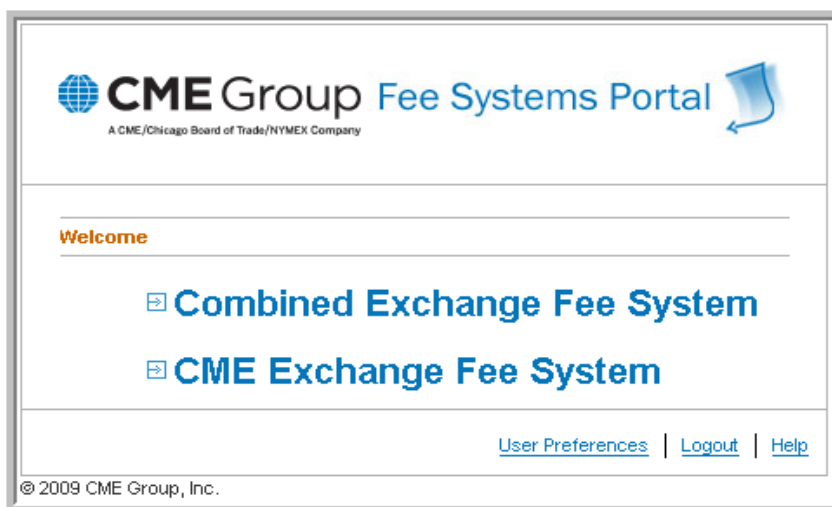 CME Group Fee Systems Portal
A CME/Chicago Board of Trade/NYMEX Company
Welcome
Combined Exchange Fee System
CME Exchange Fee System
User Preferences | Logout | Help
© 2009 CME Group, Inc.